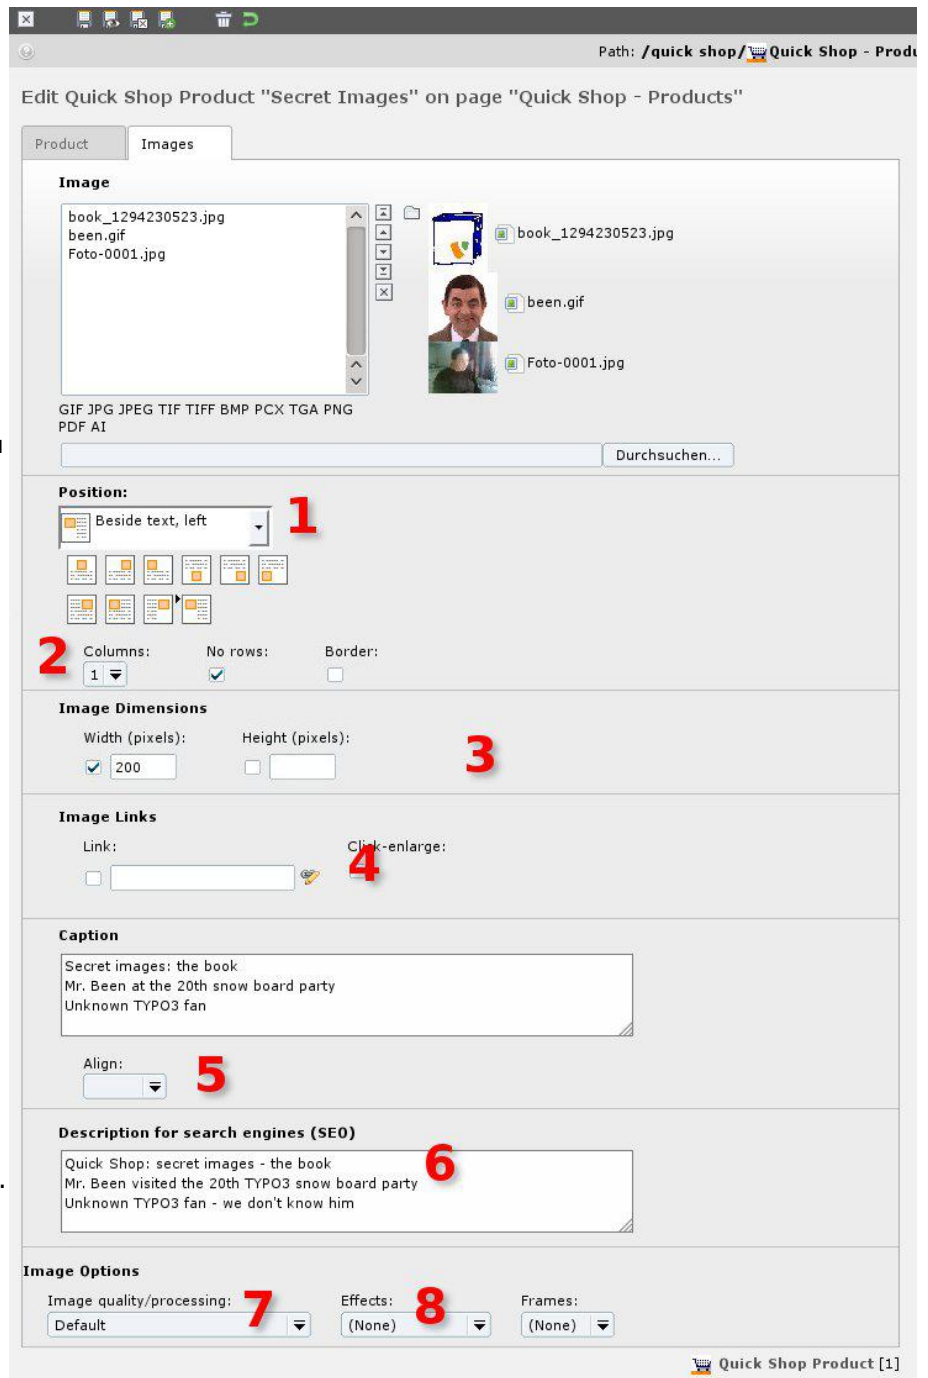 Path: /quick shop/Quick Shop - Produ
Edit Quick Shop Product "Secret Images" on page "Quick Shop - Products"
Product Images
Image
book_1294230523.jpg
been.gif
Foto-0001.jpg
book_1294230523.jpg
been.gif
Foto-0001.jpg
GIF JPG JPEG TIF TIFF BMP PCX TGA PNG
PDF AI
Durchsuchen...
Position:
Beside text, left
1
2
Columns: No rows: Border:
1
Image Dimensions
Width (pixels): Height (pixels):
200
3
Image Links
Link: Click-enlarge:
4
Caption
Secret images: the book
Mr. Been at the 20th snow board party
Unknown TYPO3 fan
Align:
5
Description for search engines (SEO)
6
Quick Shop: secret images - the book
Mr. Been visited the 20th TYPO3 snow board party
Unknown TYPO3 fan - we don't know him
Image Options
Image quality/processing: 7 Effects: 8 Frames:
Default (None) (None)
Quick Shop Product [1]